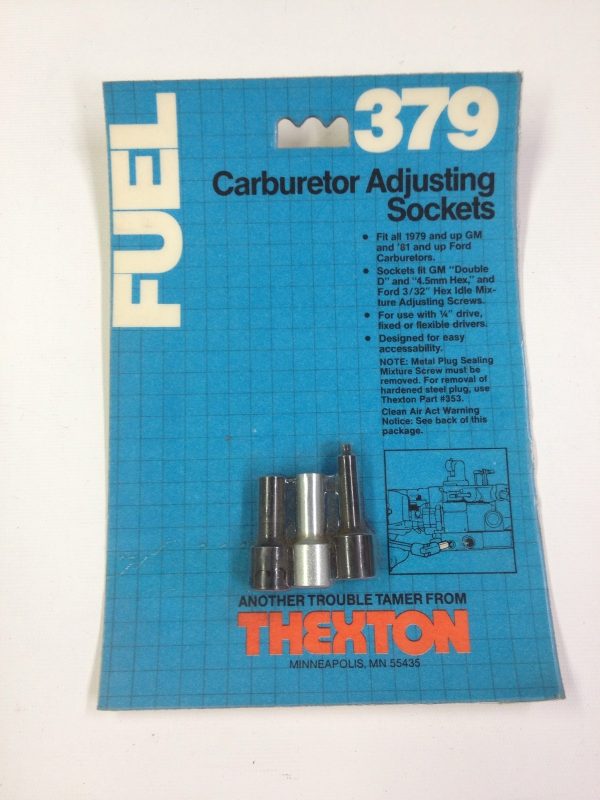 FUEL
379
Carburetor Adjusting
Sockets
• Fit all 1979 and up GM
and '81 and up Ford
Carburetors.
• Sockets fit GM "Double
D" and "4.5mm Hex," and
Ford 3/32" Hex Idle Mix-
ture Adjusting Screws.
• For use with ¼" drive,
fixed or flexible drivers.
• Designed for easy
accessability.
NOTE: Metal Plug Sealing
Mixture Screw must be
removed. For removal of
hardened steel plug, use
Thexton Part #353.
Clean Air Act Warning
Notice: See back of this
package.
ANOTHER TROUBLE TAMER FROM
THEXTON
MINNEAPOLIS, MN 55435